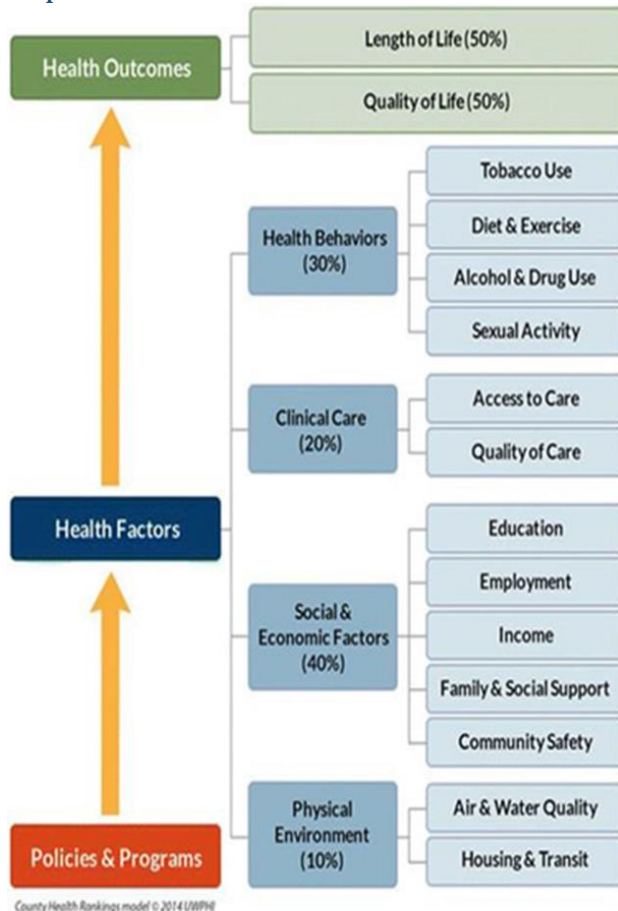 Health Outcomes
Length of Life (50%)
Quality of Life (50%)
Health Behaviors
(30%)
Tobacco Use
Diet & Exercise
Alcohol & Drug Use
Sexual Activity
Clinical Care
(20%)
Access to Care
Quality of Care
Health Factors
Social &
Economic Factors
(40%)
Education
Employment
Income
Family & Social Support
Community Safety
Physical
Environment
(10%)
Air & Water Quality
Housing & Transit
Policies & Programs
County Health Rankings model © 2014 UWPHI